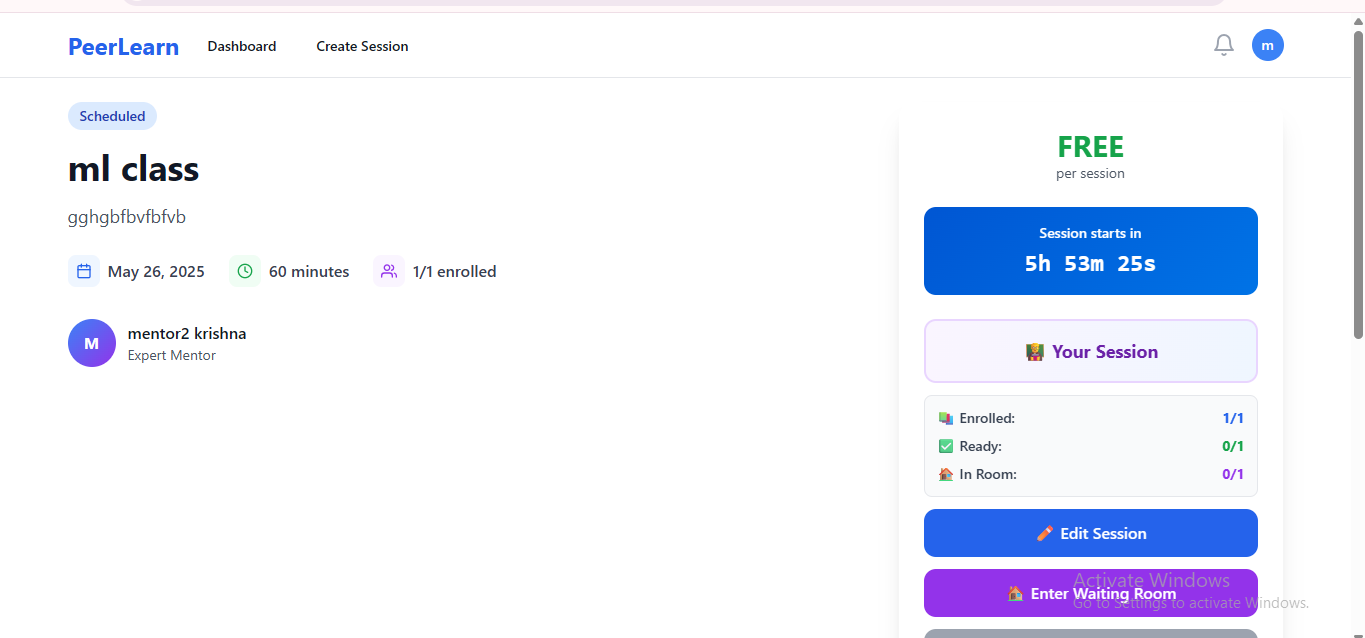 PeerLearn Dashboard Create Session m
Scheduled
ml class
gghgbfbvfbfvb
May 26, 2025 60 minutes 1/1 enrolled
M
mentor2 krishna
Expert Mentor
FREE
per session
Session starts in
5h 53m 25s
Your Session
Enrolled: 1/1
Ready: 0/1
In Room: 0/1
Edit Session
Enter Waiting Room
Activate Windows
Go to Settings to activate Windows.